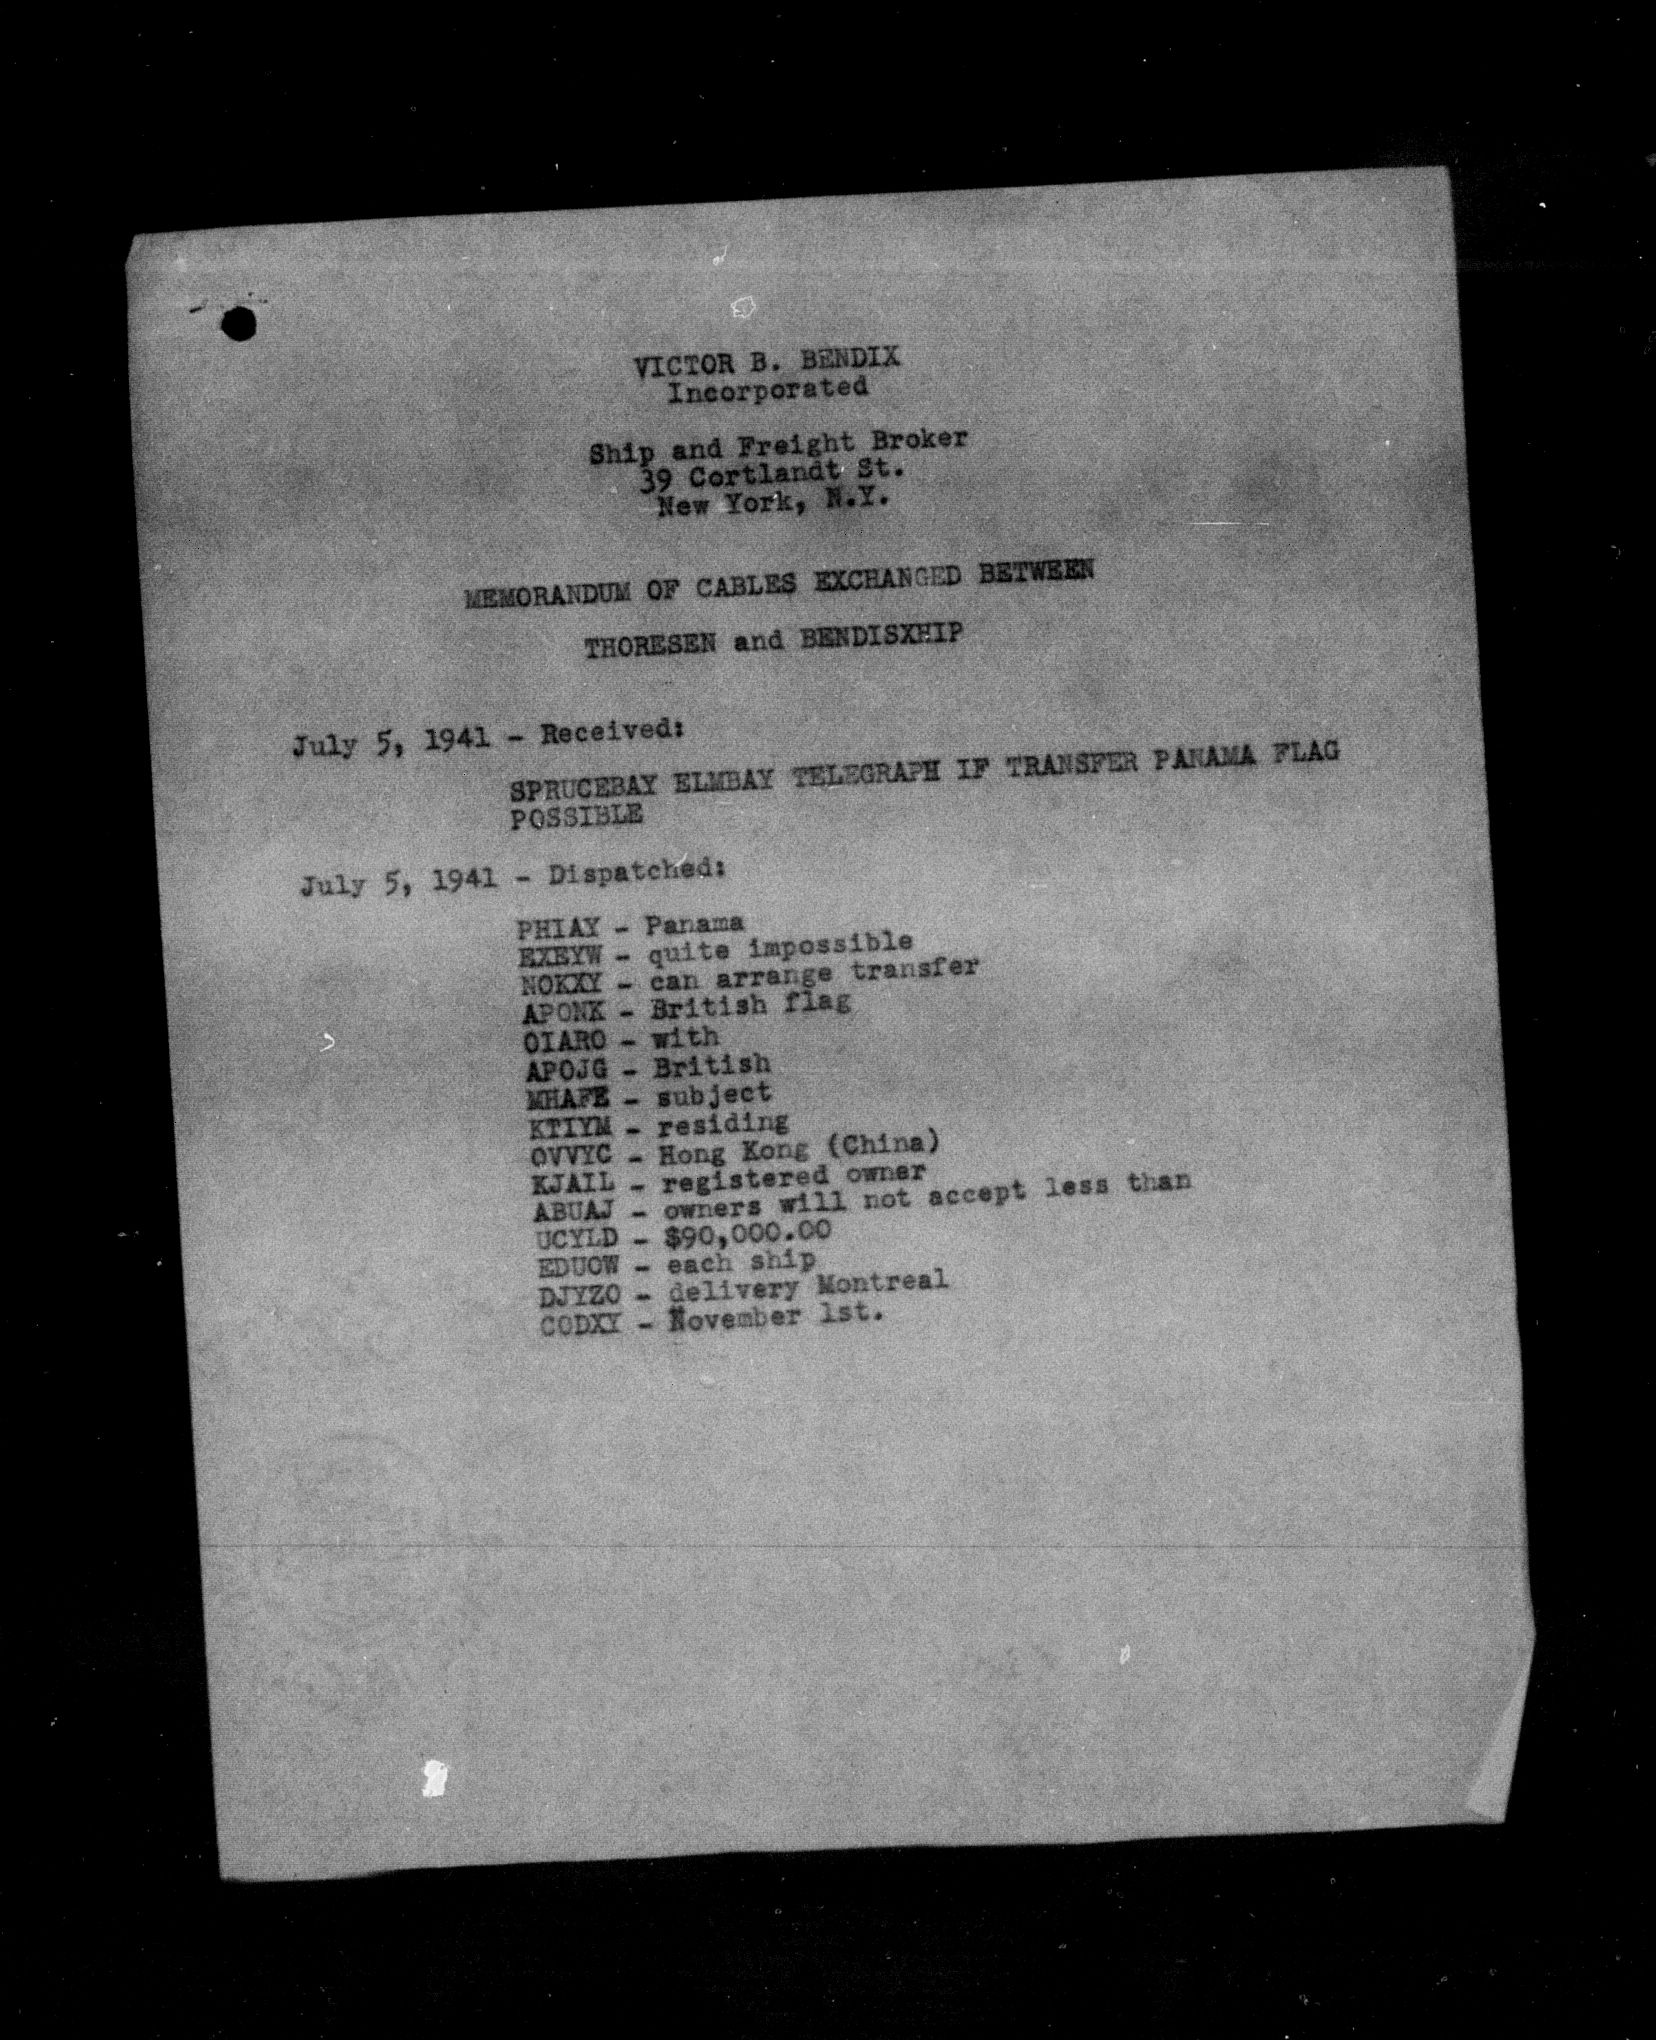 VICTOR B. BENDIX
Incorporated
Ship and Freight Broker
39 Cortlandt St.
New York, N.Y.
MEMORANDUM OF CABLES EXCHANGED BETWEEN
THORESEN and BENDISXHIP
July 5, 1941 - Received:
SPRUCEBAY ELMBAY TELEGRAPH IF TRANSFER PANAMA FLAG
POSSIBLE
July 5, 1941 - Dispatched:
PHIAY - Panama
EXEYW - quite impossible
NOKXY - can arrange transfer
APONK - British flag
OIARO - with
APOJG - British
MHAFE - subject
KTIYM - residing
OVVYC - Hong Kong (China)
KJAIL - registered owner
ABUAJ - owners will not accept less than
UCYLD - $90,000.00
EDUOW - each ship
DJYZO - delivery Montreal
CODXY - November 1st.